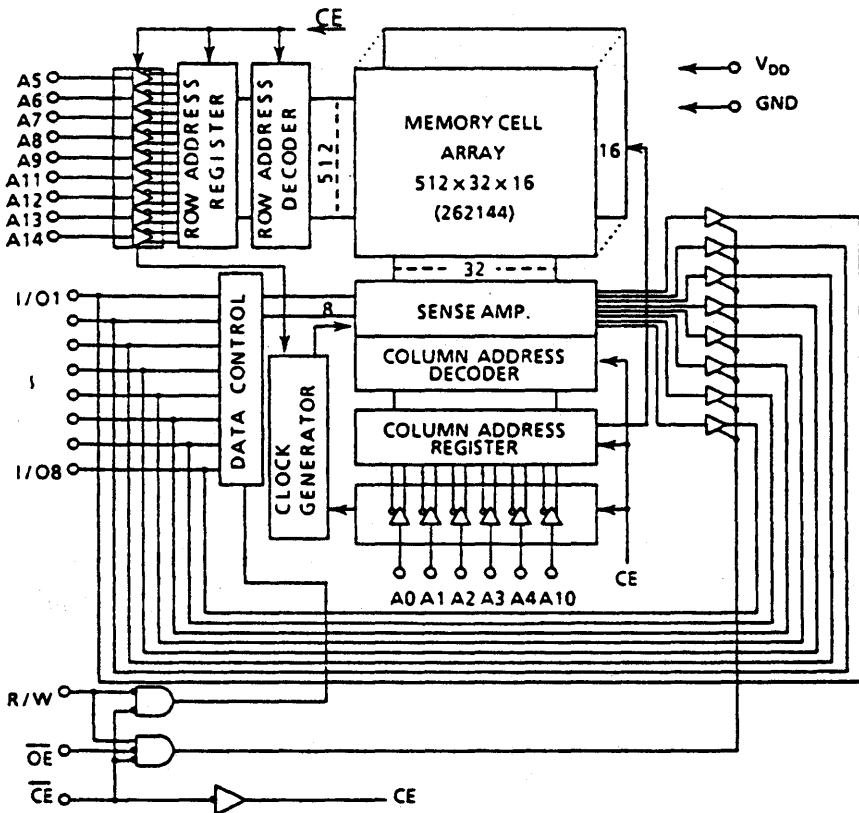 CE
A5
A6
A7
A8
A9
A11
A12
A13
A14
ROW ADDRESS
REGISTER
ROW ADDRESS
DECODER
512
MEMORY CELL
ARRAY
512 x 32 x 16
(262144)
16
VDD
GND
32
I/O1
I/O8
DATA CONTROL
8
SENSE AMP.
COLUMN ADDRESS
DECODER
COLUMN ADDRESS
REGISTER
CLOCK
GENERATOR
A0 A1 A2 A3 A4 A10
CE
R/W
OE
CE
CE